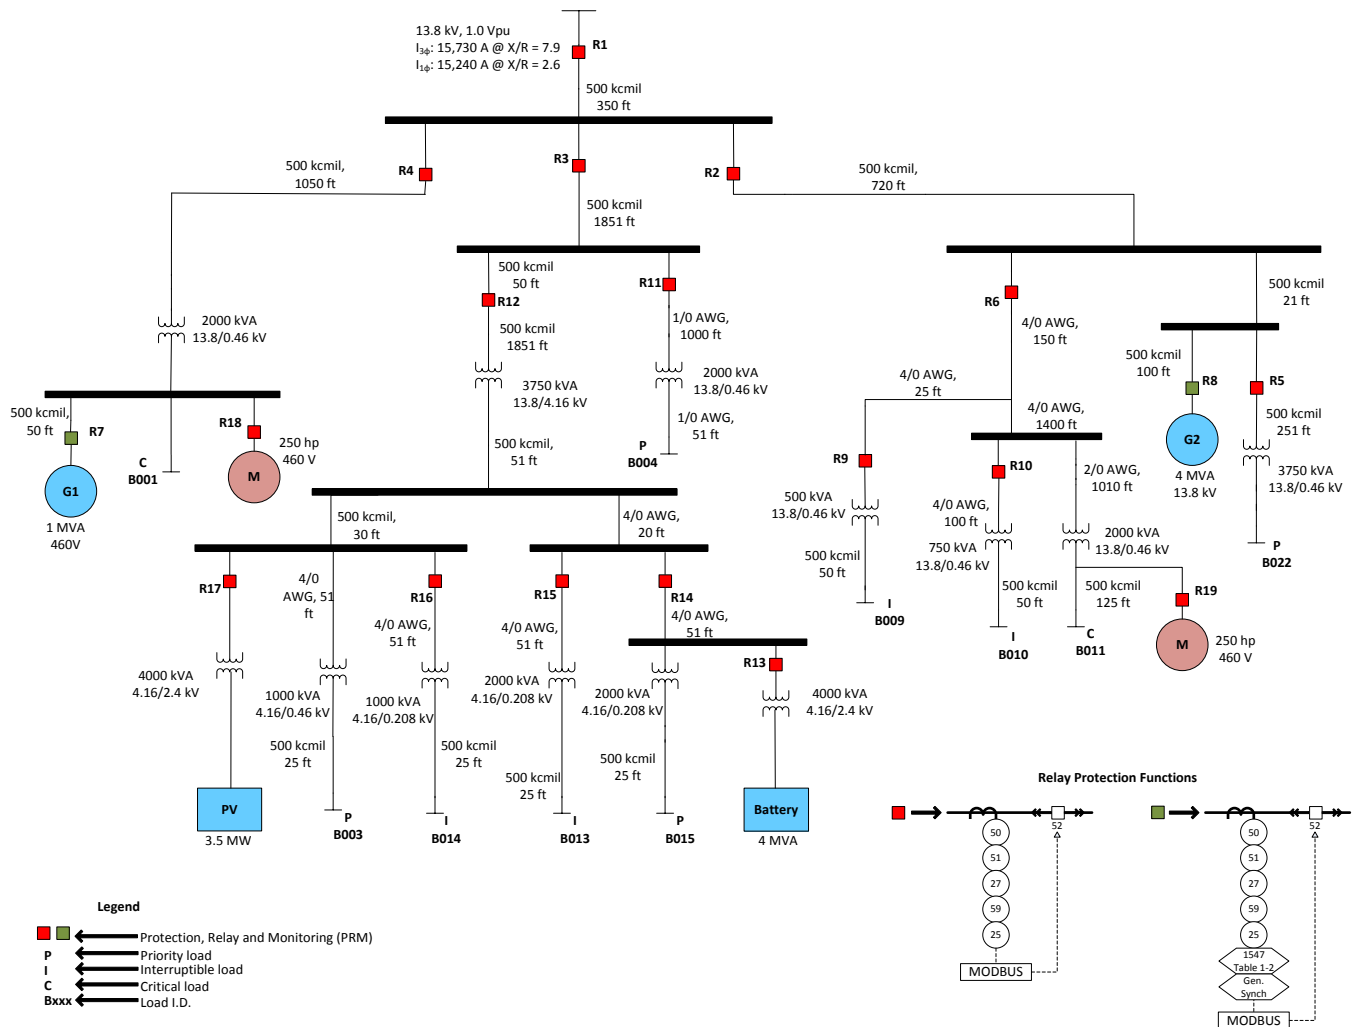 13.8 kV, 1.0 Vpu
I3ϕ: 15,730 A @ X/R = 7.9
I1ϕ: 15,240 A @ X/R = 2.6
R1
500 kcmil
350 ft
R4
R3
R2
500 kcmil,
1050 ft
500 kcmil
1851 ft
500 kcmil,
720 ft
500 kcmil
50 ft
R12
R11
500 kcmil
1851 ft
1/0 AWG,
1000 ft
3750 kVA
13.8/4.16 kV
2000 kVA
13.8/0.46 kV
1/0 AWG,
51 ft
P
B004
500 kcmil,
51 ft
2000 kVA
13.8/0.46 kV
500 kcmil,
50 ft
R7
R18
C
B001
G1
1 MVA
460V
M
250 hp
460 V
R6
4/0 AWG,
150 ft
4/0 AWG,
25 ft
4/0 AWG,
1400 ft
500 kcmil
21 ft
500 kcmil
100 ft
R8
R5
G2
4 MVA
13.8 kV
500 kcmil
251 ft
3750 kVA
13.8/0.46 kV
P
B022
R9
500 kVA
13.8/0.46 kV
500 kcmil
50 ft
I
B009
R10
4/0 AWG,
100 ft
750 kVA
13.8/0.46 kV
500 kcmil
50 ft
I
B010
2/0 AWG,
1010 ft
2000 kVA
13.8/0.46 kV
500 kcmil
125 ft
C
B011
R19
M
250 hp
460 V
500 kcmil,
30 ft
4/0 AWG,
20 ft
R17
4000 kVA
4.16/2.4 kV
PV
3.5 MW
4/0
AWG, 51
ft
1000 kVA
4.16/0.46 kV
500 kcmil
25 ft
P
B003
R16
4/0 AWG,
51 ft
1000 kVA
4.16/0.208 kV
500 kcmil
25 ft
I
B014
R15
4/0 AWG,
51 ft
2000 kVA
4.16/0.208 kV
500 kcmil
25 ft
I
B013
R14
4/0 AWG,
51 ft
2000 kVA
4.16/0.208 kV
500 kcmil
25 ft
P
B015
R13
4000 kVA
4.16/2.4 kV
Battery
4 MVA
Relay Protection Functions
52
50
51
27
59
25
MODBUS
52
50
51
27
59
25
1547
Table 1-2
Gen.
Synch
MODBUS
Legend
Protection, Relay and Monitoring (PRM)
P Priority load
I Interruptible load
C Critical load
Bxxx Load I.D.